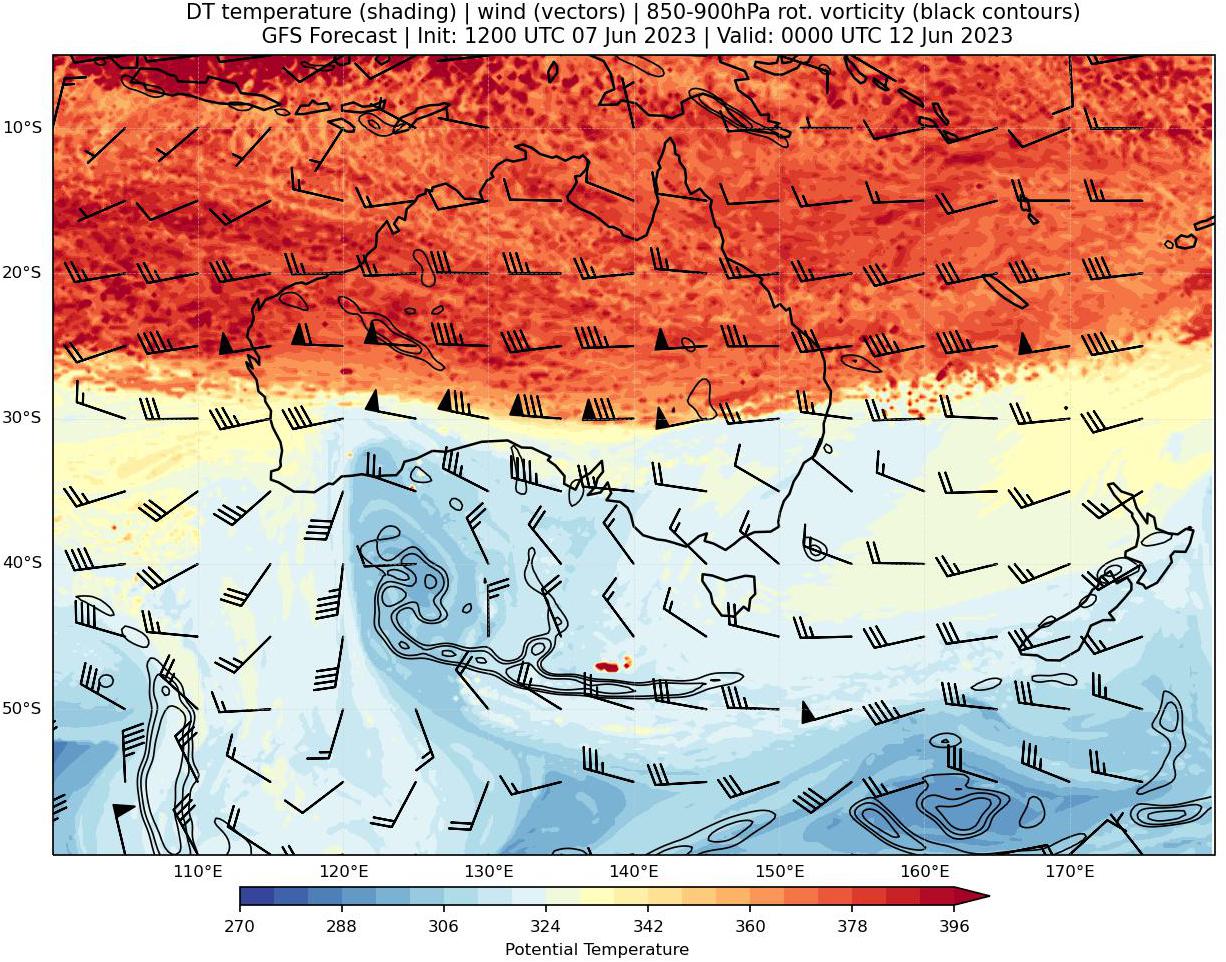 DT temperature (shading) | wind (vectors) | 850-900hPa rot. vorticity (black contours)
GFS Forecast | Init: 1200 UTC 07 Jun 2023 | Valid: 0000 UTC 12 Jun 2023
10°S
20°S
30°S
40°S
50°S
110°E 120°E 130°E 140°E 150°E 160°E 170°E
270 288 306 324 342 360 378 396
Potential Temperature